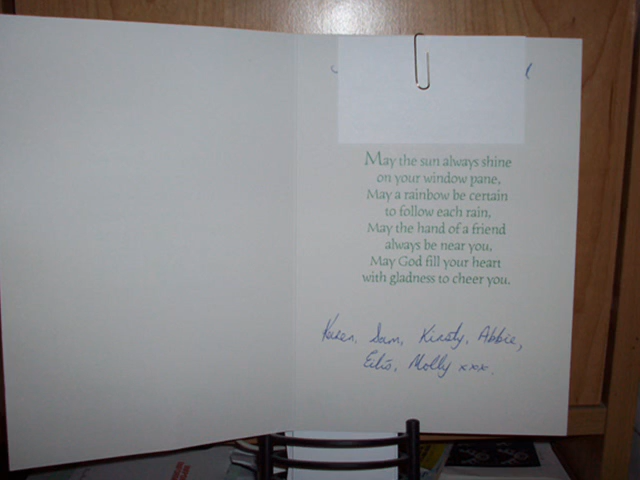 May the sun always shine
on your window pane,
May a rainbow be certain
to follow each rain,
May the hand of a friend
always be near you,
May God fill your heart
with gladness to cheer you.
Karen, Sam, Kirsty, Abbie,
Molly xxx.